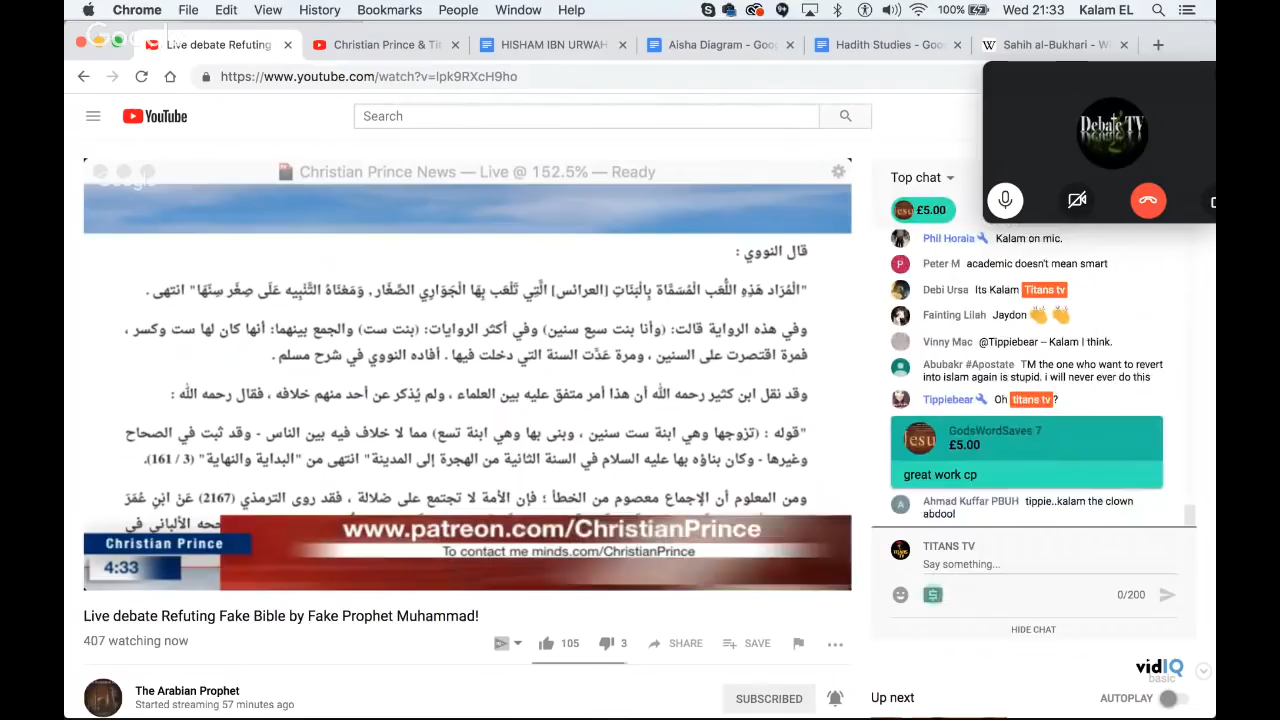 Chrome File Edit View History Bookmarks People Window Help 100% Wed 21:33 Kalam EL
Google
Live debate Refuting
Christian Prince & Tit
HISHAM IBN URWAH
Aisha Diagram - Goo
Hadith Studies - Goo
Sahih al-Bukhari - W
https://www.youtube.com/watch?v=lpk9RXcH9ho
YouTube
Search
Debate TV
Christian Prince News — Live @ 152.5% — Ready
Google
قال النووي :
"الْمُرَاد هَذِهِ اللُّعَب الْمُسَمَّاة بِالْبَنَاتِ [العرائس] الَّتِي تَلْعَب بِهَا الْجَوَارِي الصِّغَار , وَمَعْنَاهُ التَّنْبِيه عَلَى صِغَر سِنّهَا" انتهى .
وفي هذه الرواية قالت: (وأنا بنت سبع سنين) وفي أكثر الروايات: (بنت ست) والجمع بينهما: أنها كان لها ست وكسر ،
فمرة اقتصرت على السنين ، ومرة عَدَّت السنة التي دخلت فيها . أفاده النووي في شرح مسلم .
وقد نقل ابن كثير رحمه الله أن هذا أمر متفق عليه بين العلماء ، ولم يُذكر عن أحد منهم خلافه ، فقال رحمه الله :
"قوله : (تزوجها وهي ابنة ست سنين ، وبنى بها وهي ابنة تسع) مما لا خلاف فيه بين الناس - وقد ثبت في الصحاح
وغيرها - وكان بناؤه بها عليه السلام في السنة الثانية من الهجرة إلى المدينة" انتهى من "البداية والنهاية" (3 / 161).
ومن المعلوم أن الإجماع معصوم من الخطأ ؛ فإن الأمة لا تجتمع على ضلالة ، فقد روى الترمذي (2167) عَنْ ابْنِ عُمَرَ
ححه الألباني في
www.patreon.com/ChristianPrince
Christian Prince
To contact me minds.com/ChristianPrince
4:33
Live debate Refuting Fake Bible by Fake Prophet Muhammad!
407 watching now
105 3 SHARE SAVE
The Arabian Prophet
Started streaming 57 minutes ago
SUBSCRIBED
Top chat
£5.00
Phil Horaia Kalam on mic.
P Peter M academic doesn't mean smart
Debi Ursa Its Kalam Titans tv
Fainting Lilah Jaydon
Vinny Mac @Tippiebear -- Kalam I think.
Abubakr #Apostate TM the one who want to revert
into islam again is stupid. i will never ever do this
Tippiebear Oh titans tv ?
GodsWordSaves 7
£5.00
great work cp
A Ahmad Kuffar PBUH tippie..kalam the clown
abdool
TITANS TV
Say something...
0/200
HIDE CHAT
vidIQ
basic
Up next
AUTOPLAY